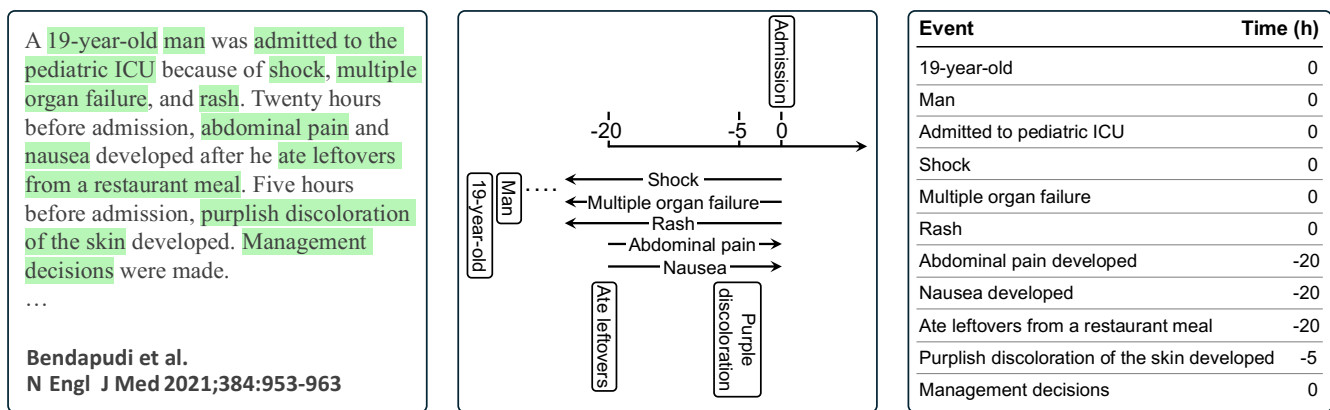 A 19-year-old man was admitted to the
pediatric ICU because of shock, multiple
organ failure, and rash. Twenty hours
before admission, abdominal pain and
nausea developed after he ate leftovers
from a restaurant meal. Five hours
before admission, purplish discoloration
of the skin developed. Management
decisions were made.
...
Bendapudi et al.
N Engl J Med 2021;384:953-963
Admission
-20 -5 0
19-year-old
Man
....
Shock
Multiple organ failure
Rash
Abdominal pain
Nausea
Ate leftovers
Purple
discoloration
Event Time (h)
19-year-old 0
Man 0
Admitted to pediatric ICU 0
Shock 0
Multiple organ failure 0
Rash 0
Abdominal pain developed -20
Nausea developed -20
Ate leftovers from a restaurant meal -20
Purplish discoloration of the skin developed -5
Management decisions 0